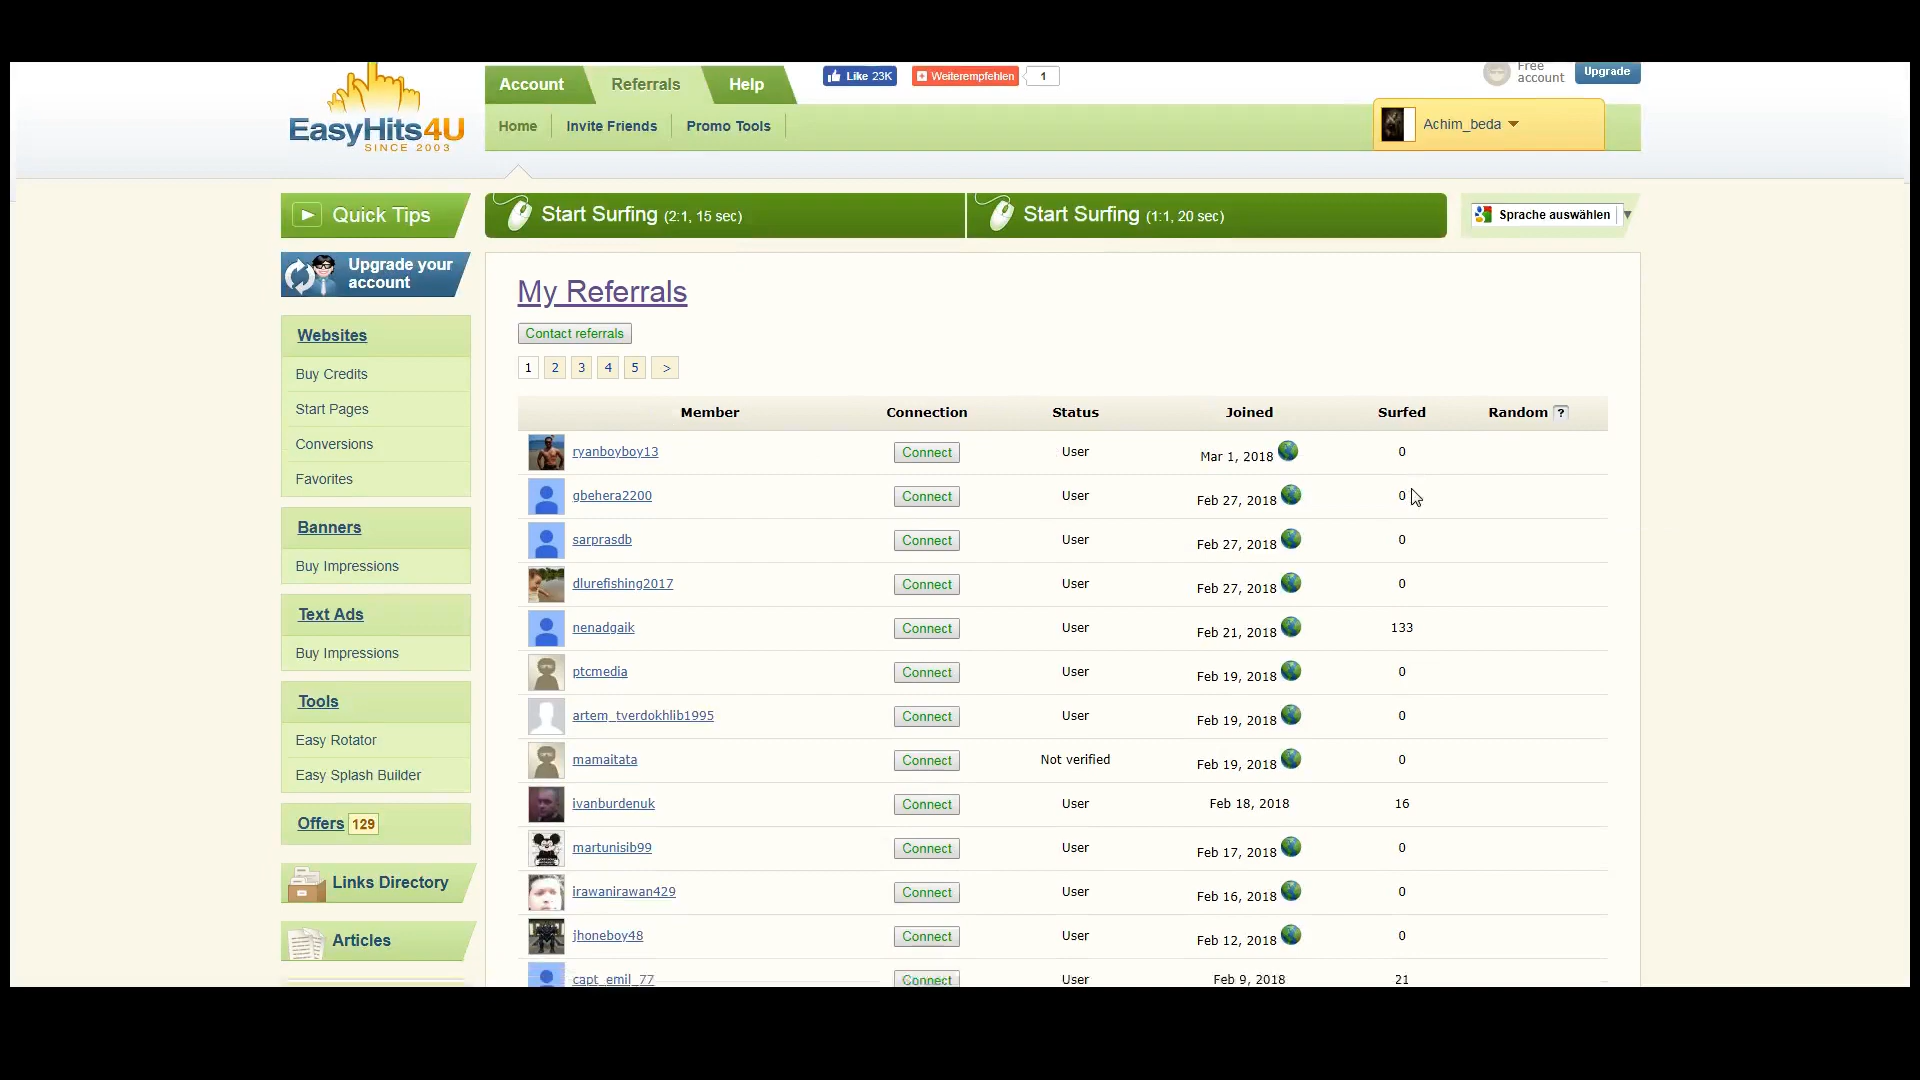 EasyHits4U
SINCE 2003
Account
Referrals
Help
Like 23K
Weiterempfehlen
1
Free
account
Upgrade
Home
Invite Friends
Promo Tools
Achim_beda
Quick Tips
Start Surfing (2:1, 15 sec)
Start Surfing (1:1, 20 sec)
Sprache auswählen
Upgrade your
account
Websites
Buy Credits
Start Pages
Conversions
Favorites
Banners
Buy Impressions
Text Ads
Buy Impressions
Tools
Easy Rotator
Easy Splash Builder
Offers 129
Links Directory
Articles
My Referrals
Contact referrals
1 2 3 4 5 >
Member Connection Status Joined Surfed Random ?
ryanboyboy13 Connect User Mar 1, 2018 0
gbehera2200 Connect User Feb 27, 2018 0
sarprasdb Connect User Feb 27, 2018 0
dlurefishing2017 Connect User Feb 27, 2018 0
nenadgaik Connect User Feb 21, 2018 133
ptcmedia Connect User Feb 19, 2018 0
artem_tverdokhlib1995 Connect User Feb 19, 2018 0
mamaitata Connect Not verified Feb 19, 2018 0
ivanburdenuk Connect User Feb 18, 2018 16
martunisib99 Connect User Feb 17, 2018 0
irawanirawan429 Connect User Feb 16, 2018 0
jhoneboy48 Connect User Feb 12, 2018 0
capt_emil_77 Connect User Feb 9, 2018 21